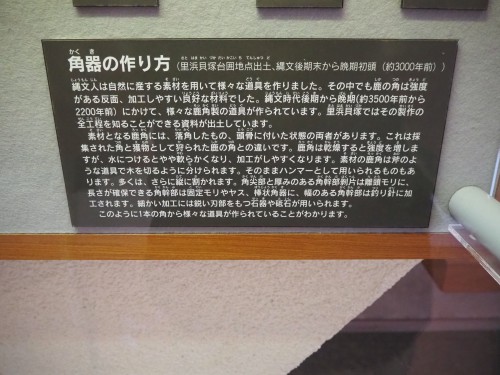 角器の作り方（里浜貝塚台囲地点出土、縄文後期末から晩期初頭（約3000年前））
縄文人は自然に産する素材を用いて様々な道具を作りました。その中でも鹿の角は強度
がある反面、加工しやすい良好な材料でした。縄文時代後期から晩期(約3500年前から
2200年前）にかけて、様々な鹿角製の道具が作られています。里浜貝塚ではその製作の
全工程を知ることができる資料が出土しています。
素材となる鹿角には、落角したもの、頭骨に付いた状態の両者があります。これは採
集された角と獲物として狩られた鹿の角との違いです。鹿角は乾燥すると強度を増しま
すが、水につけるとやや軟らかくなり、加工がしやすくなります。素材の鹿角は斧のよ
うな道具で木を切るように分けられます。そのままハンマーとして用いられるものもあ
ります。多くは、さらに縦に割かれます。角尖部と厚みのある角幹部剥片は離頭モリに、
長さが確保できる角幹部は固定モリやヤス、棒状角器に、幅のある角幹部は釣り針に加
工されます。細かい加工には鋭い刃部をもつ石器や砥石が用いられます。
このように1本の角から様々な道具が作られていることがわかります。